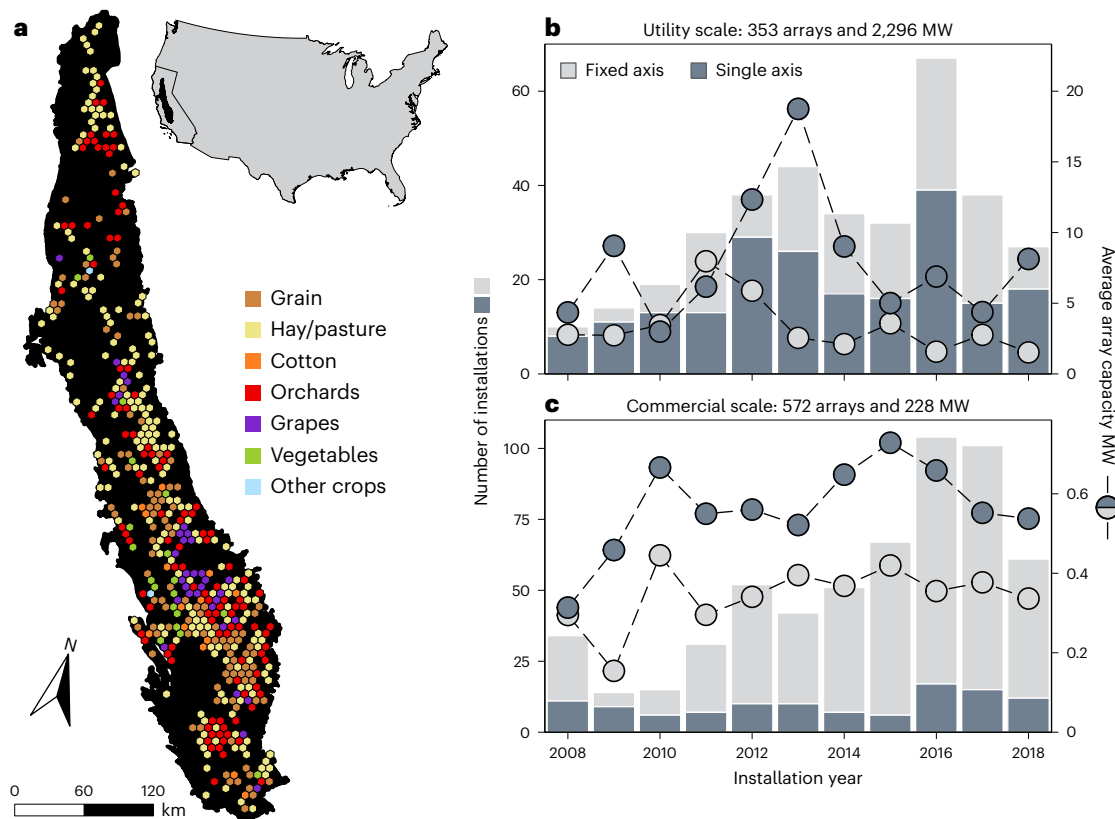 a
Grain
Hay/pasture
Cotton
Orchards
Grapes
Vegetables
Other crops
N
0 60 120
km
b
Utility scale: 353 arrays and 2,296 MW
Fixed axis
Single axis
60
40
20
0
20
15
10
5
0
c
Commercial scale: 572 arrays and 228 MW
100
75
50
25
0
0.6
0.4
0.2
0
2008 2010 2012 2014 2016 2018
Installation year
Number of installations
Average array capacity MW